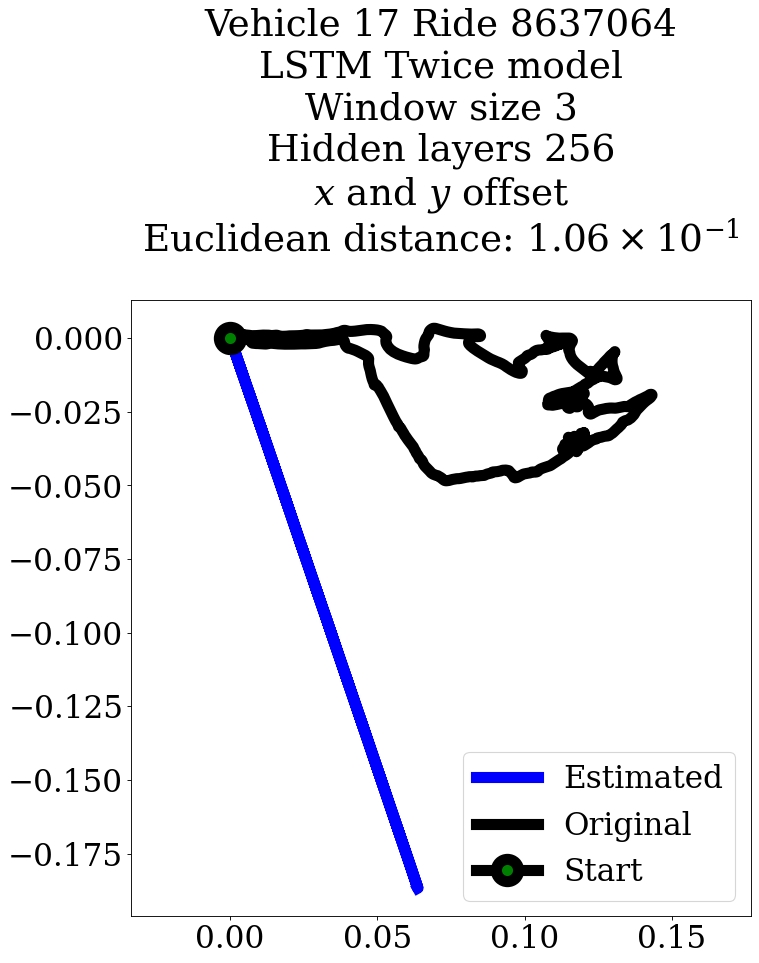 Vehicle 17 Ride 8637064
LSTM Twice model
Window size 3
Hidden layers 256
x and y offset
Euclidean distance: 1.06 × 10⁻¹
0.000
−0.025
−0.050
−0.075
−0.100
−0.125
−0.150
−0.175
Estimated
Original
Start
0.00 0.05 0.10 0.15